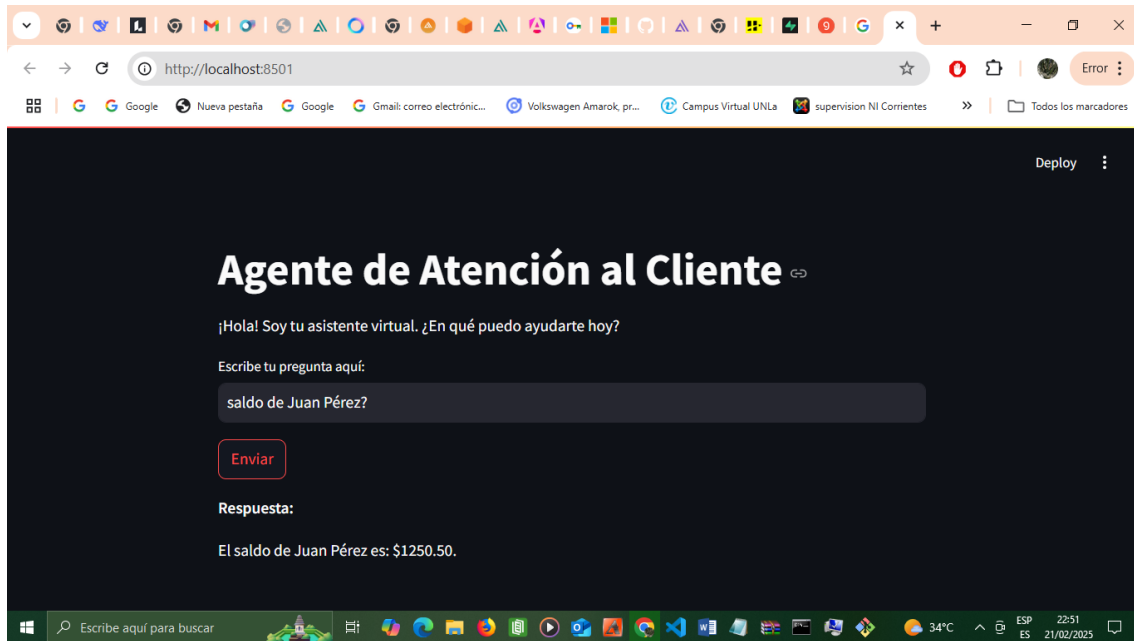 9
Error
http://localhost:8501
Google
Nueva pestaña
Google
Gmail: correo electrónic...
Volkswagen Amarok, pr...
Campus Virtual UNLa
supervision NI Corrientes
»
Todos los marcadores
Deploy
Agente de Atención al Cliente
¡Hola! Soy tu asistente virtual. ¿En qué puedo ayudarte hoy?
Escribe tu pregunta aquí:
saldo de Juan Pérez?
Enviar
Respuesta:
El saldo de Juan Pérez es: $1250.50.
Escribe aquí para buscar
34°C
ESP
ES
22:51
21/02/2025